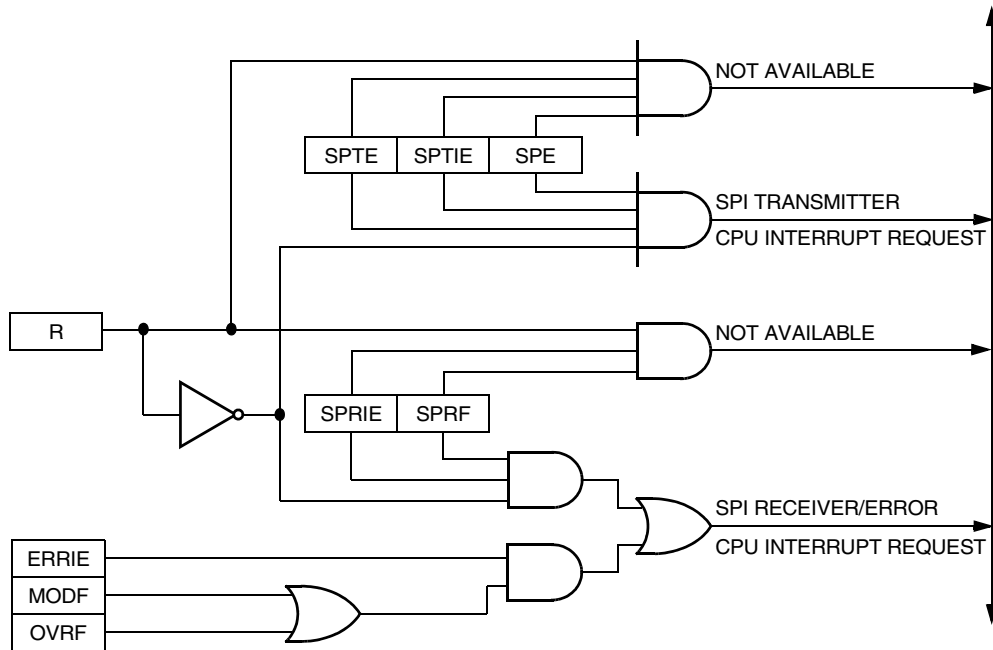 NOT AVAILABLE
SPTE SPTIE SPE
SPI TRANSMITTER
CPU INTERRUPT REQUEST
R
NOT AVAILABLE
SPRIE SPRF
SPI RECEIVER/ERROR
CPU INTERRUPT REQUEST
ERRIE
MODF
OVRF